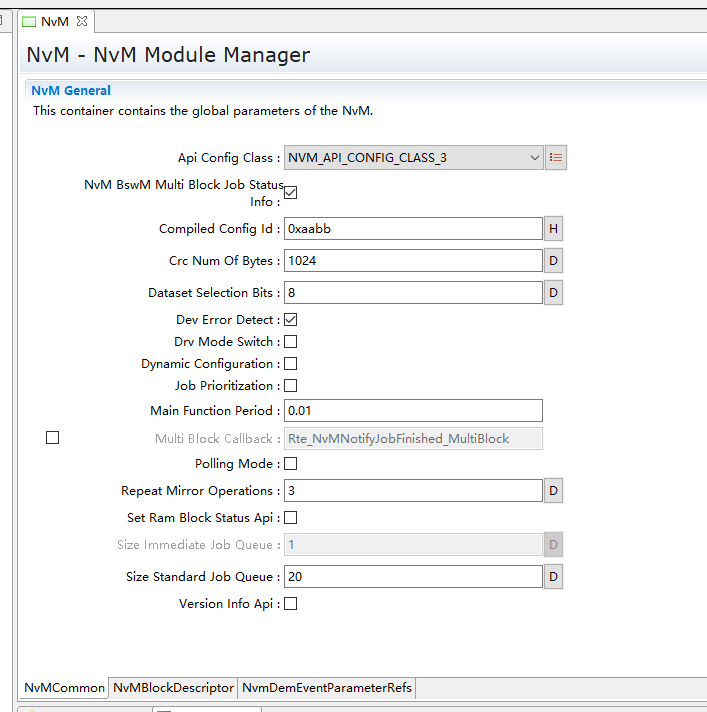 NvM
NvM - NvM Module Manager
NvM General
This container contains the global parameters of the NvM.
Api Config Class : NVM_API_CONFIG_CLASS_3
NvM BswM Multi Block Job Status
Info :
Compiled Config Id : 0xaabb H
Crc Num Of Bytes : 1024 D
Dataset Selection Bits : 8 D
Dev Error Detect :
Drv Mode Switch :
Dynamic Configuration :
Job Prioritization :
Main Function Period : 0.01
Multi Block Callback : Rte_NvMNotifyJobFinished_MultiBlock
Polling Mode :
Repeat Mirror Operations : 3 D
Set Ram Block Status Api :
Size Immediate Job Queue : 1 D
Size Standard Job Queue : 20 D
Version Info Api :
NvMCommon NvMBlockDescriptor NvmDemEventParameterRefs